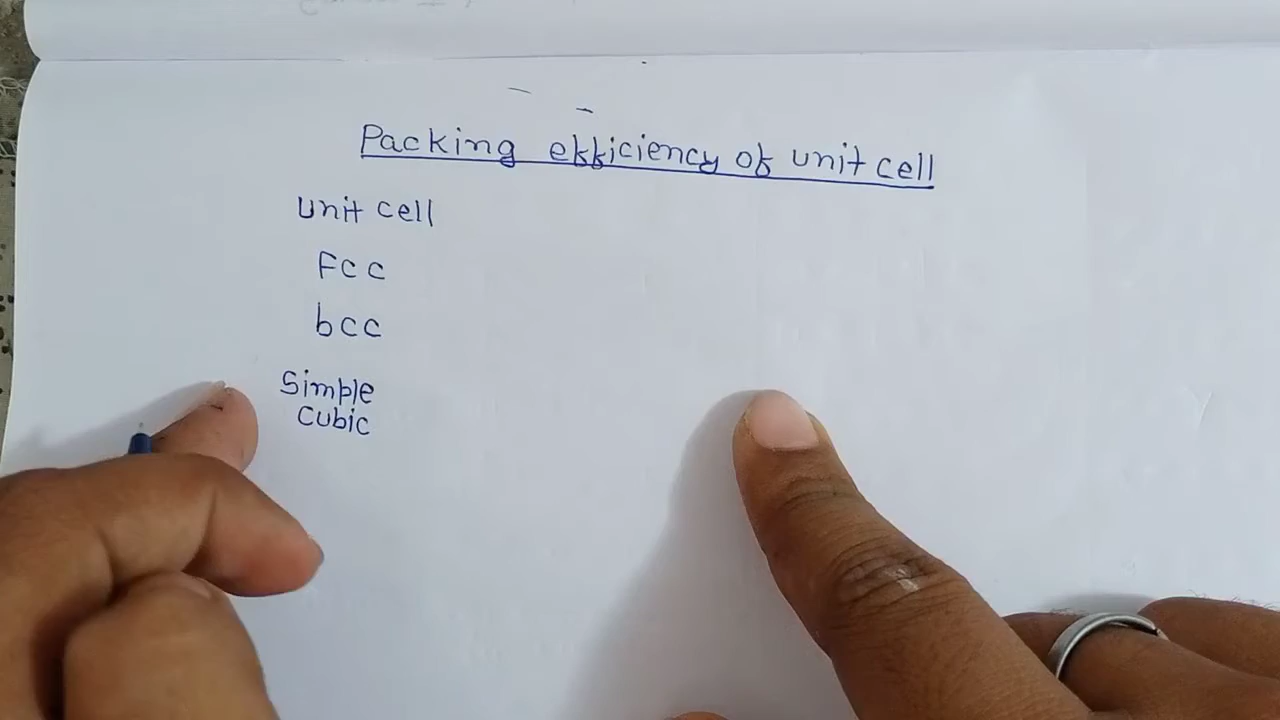 Packing efficiency of unit cell
Unit cell
Fcc
bcc
Simple
Cubic